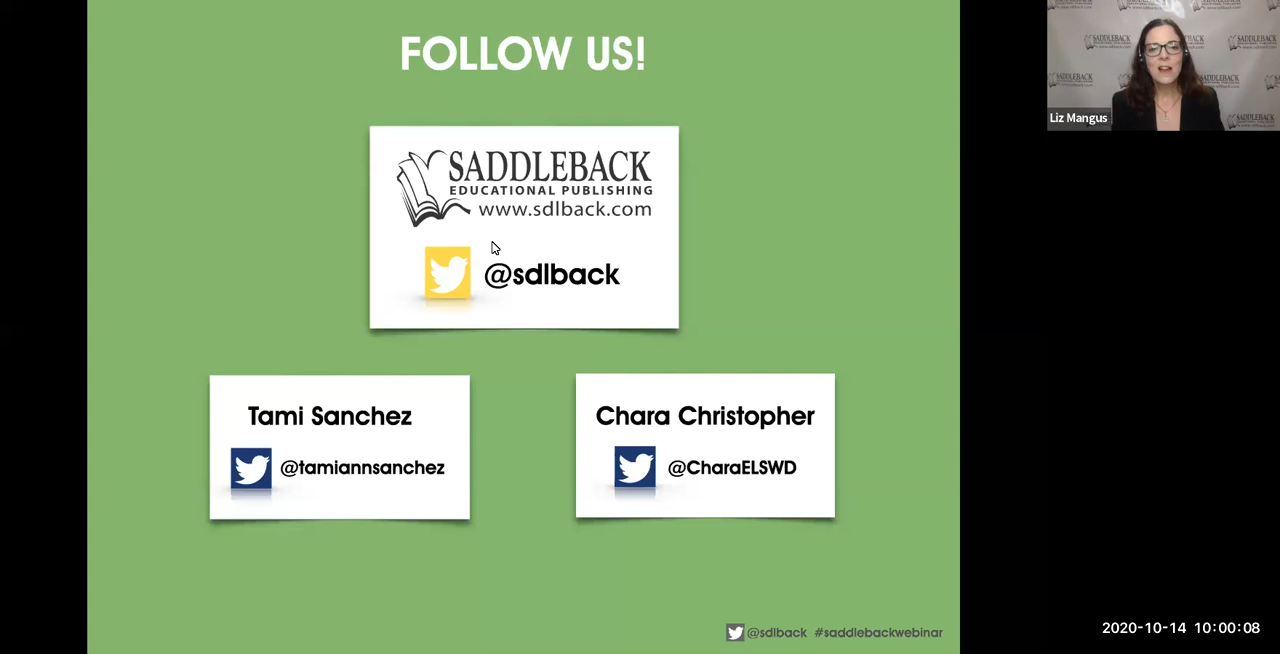 FOLLOW US!
SADDLEBACK
EDUCATIONAL PUBLISHING
www.sdlback.com
@sdlback
Tami Sanchez
@tamiannsanchez
Chara Christopher
@CharaELSWD
@sdlback #saddlebackwebinar
SADDLEBACK
Liz Mangus
2020-10-14 10:00:08